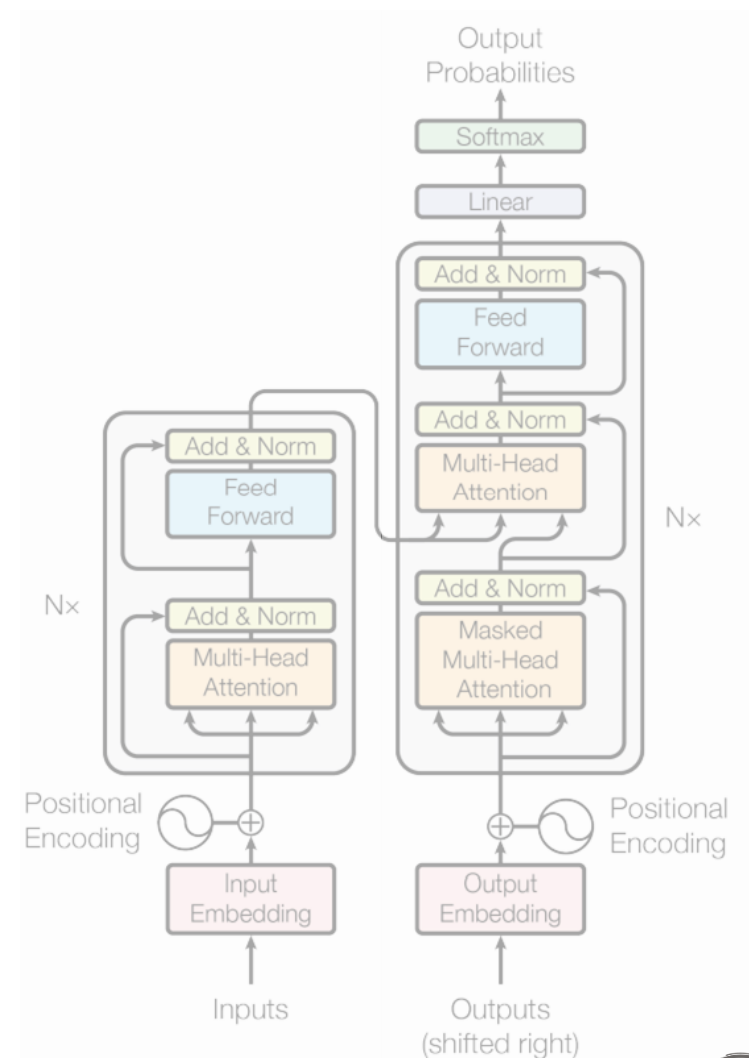 Output
Probabilities
Softmax
Linear
Add & Norm
Feed
Forward
Add & Norm
Multi-Head
Attention
Add & Norm
Masked
Multi-Head
Attention
Nx
Add & Norm
Feed
Forward
Add & Norm
Multi-Head
Attention
Nx
Positional
Encoding
Positional
Encoding
Input
Embedding
Output
Embedding
Inputs
Outputs
(shifted right)